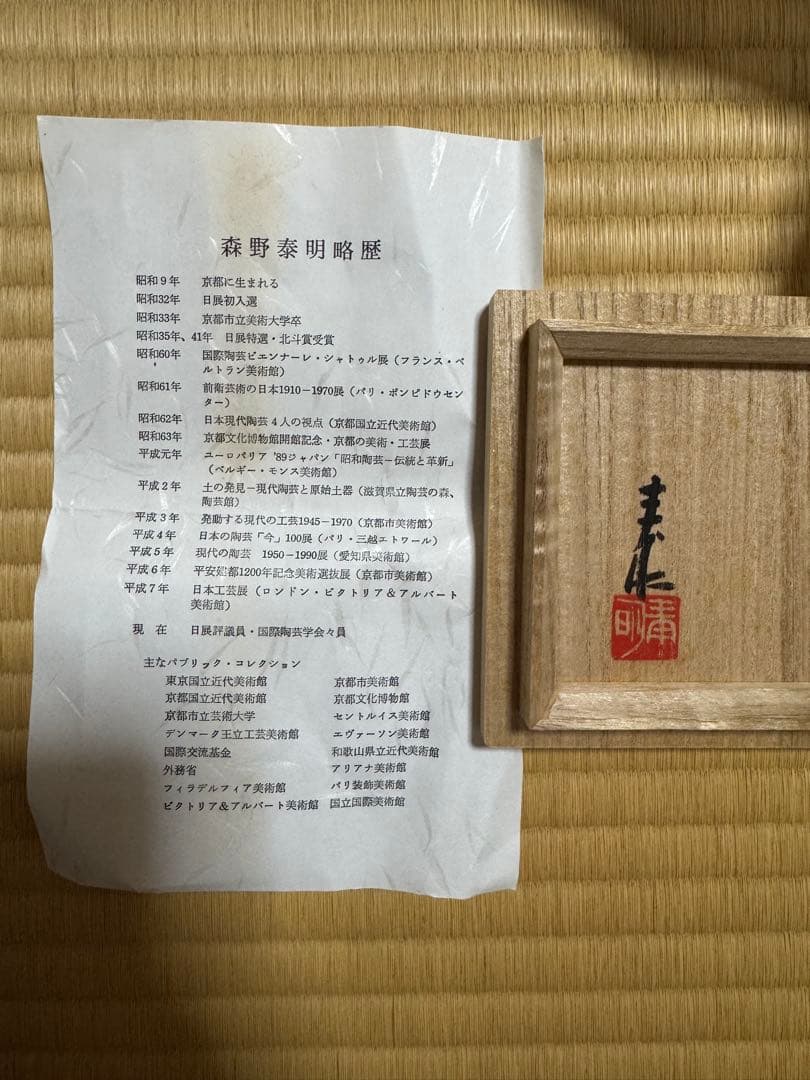 森野泰明略歴
昭和9年 京都に生まれる
昭和32年 日展初入選
昭和33年 京都市立美術大学卒
昭和35年、41年 日展特選・北斗賞受賞
昭和60年 国際陶芸ビエンナーレ・シャトゥル展（フランス・ベ
ルトラン美術館）
昭和61年 前衛芸術の日本1910－1970展（パリ・ポンピドウセン
ター）
昭和62年 日本現代陶芸4人の視点（京都国立近代美術館）
昭和63年 京都文化博物館開館記念・京都の美術・工芸展
平成元年 ユーロパリア '89ジャパン「昭和陶芸－伝統と革新」
（ベルギー・モンス美術館）
平成2年 土の発見－現代陶芸と原始土器（滋賀県立陶芸の森、
陶芸館）
平成3年 発動する現代の工芸1945－1970（京都市美術館）
平成4年 日本の陶芸「今」100展（パリ・三越エトワール）
平成5年 現代の陶芸 1950－1990展（愛知県美術館）
平成6年 平安建都1200年記念美術選抜展（京都市美術館）
平成7年 日本工芸展（ロンドン・ビクトリア＆アルバート
美術館）
現在 日展評議員・国際陶芸学会々員
主なパブリック・コレクション
東京国立近代美術館 京都市美術館
京都国立近代美術館 京都文化博物館
京都市立芸術大学 セントルイス美術館
デンマーク王立工芸美術館 エヴァーソン美術館
国際交流基金 和歌山県立近代美術館
外務省 アリアナ美術館
フィラデルフィア美術館 パリ装飾美術館
ビクトリア＆アルバート美術館 国立国際美術館
泰
泰明